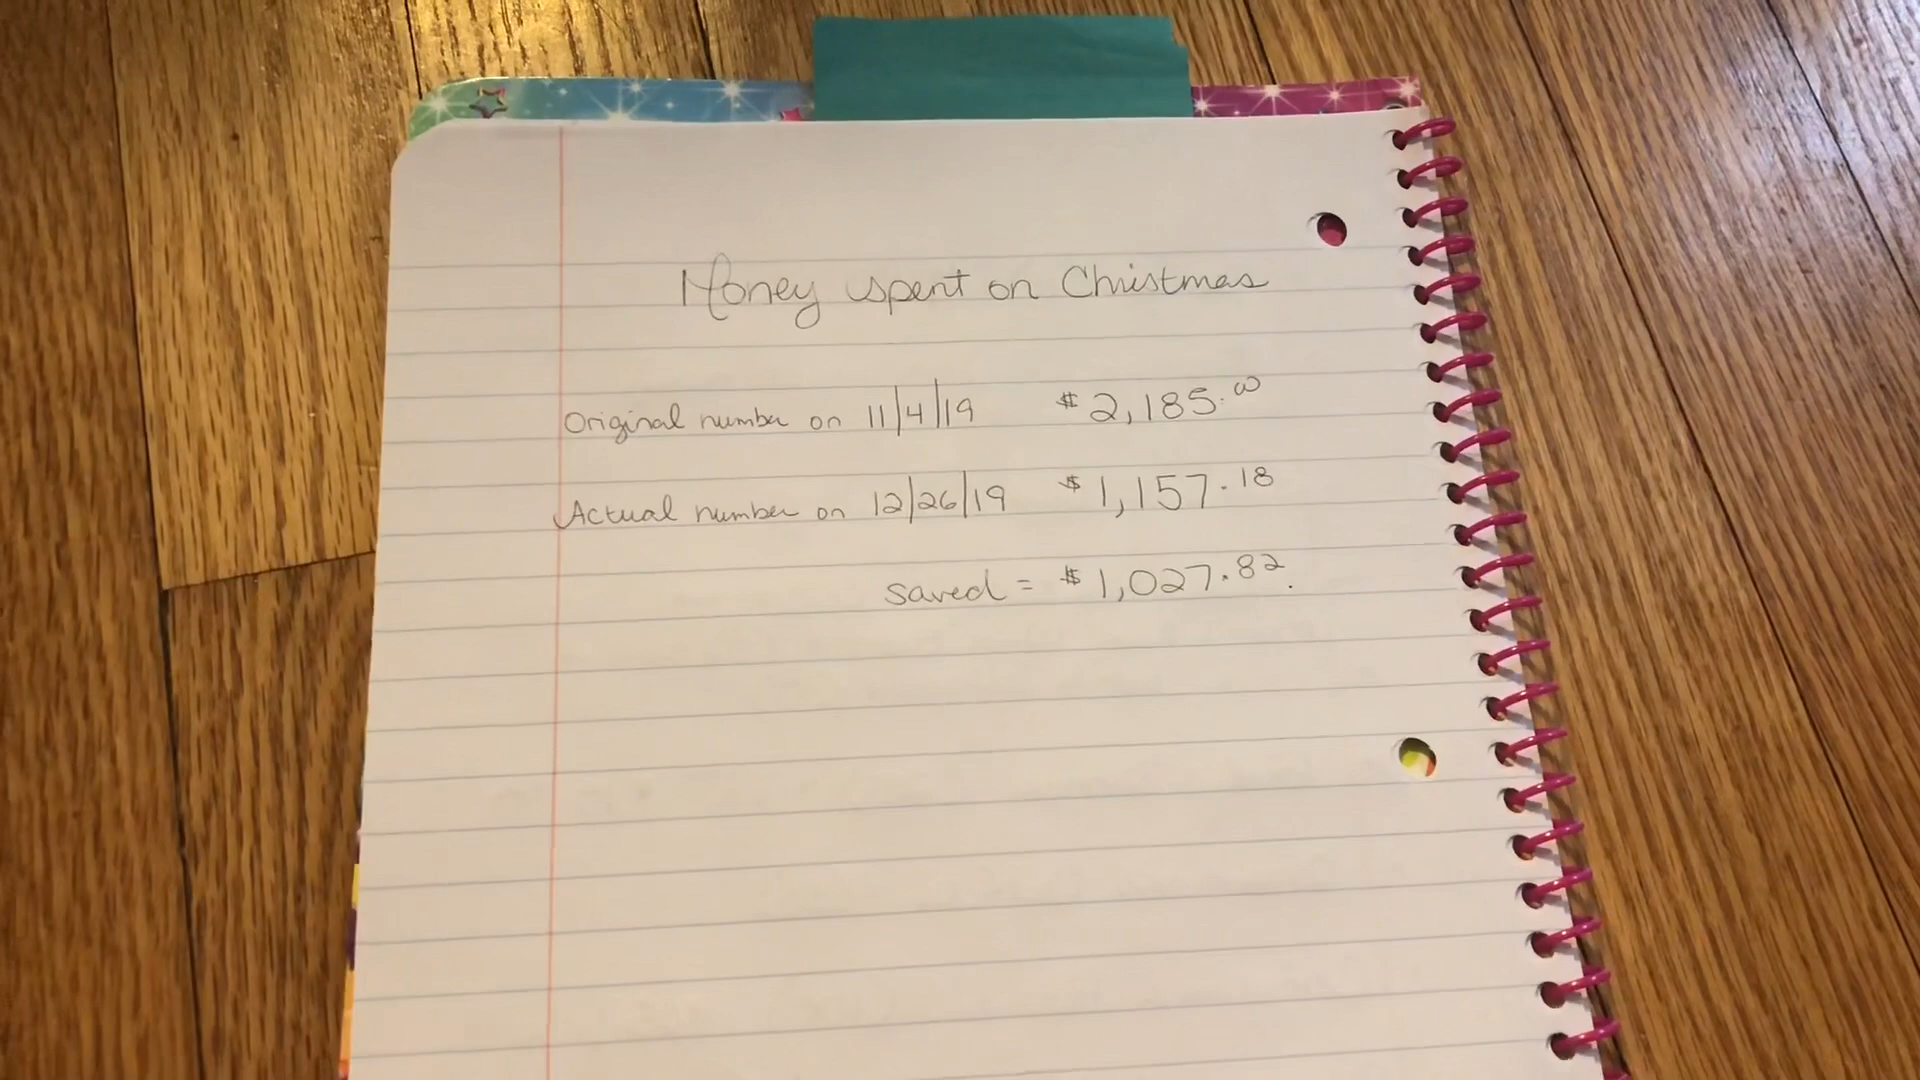 Money spent on Christmas
Original number on 11/4/19 $2,185.00
Actual number on 12/26/19 $1,157.18
saved = $1,027.82.